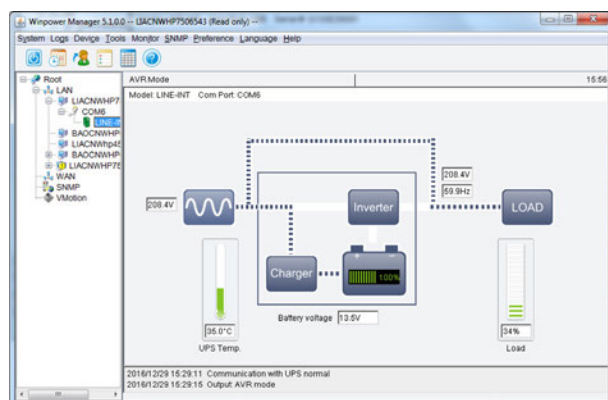 Winpower Manager 5.1.0.0 -- LIACNWHP7506543 (Read only) --
System Logs Device Tools Monitor SNMP Preference Language Help
Root
LAN
LIACNWHP7
COM6
LINE-IN
BAOCNWHP
LIACNWhp45
BAOCNWHP
LIACNWHP75
WAN
SNMP
VMotion
AVR.Mode
15:56
Model: LINE-INT Com Port: COM6
208.4V
208.4V
59.9Hz
Inverter
LOAD
Charger
+ −
100%
Battery voltage 13.5V
35.0°C
34%
UPS Temp.
Load
2016/12/29 15:29:11 Communication with UPS normal
2016/12/29 15:29:15 Output: AVR mode